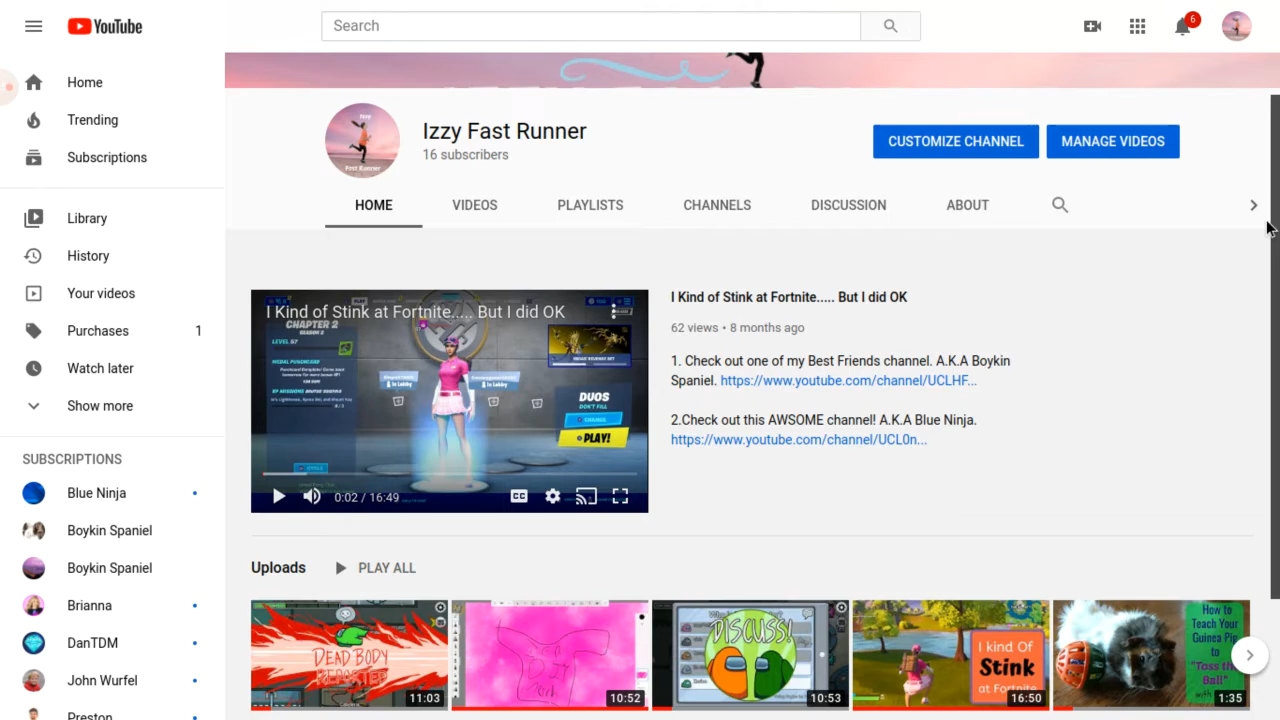 YouTube
Search
6
Home
Trending
Subscriptions
Library
History
Your videos
Purchases 1
Watch later
Show more
SUBSCRIPTIONS
Blue Ninja
Boykin Spaniel
Boykin Spaniel
Brianna
DanTDM
John Wurfel
Preston
Izzy Fast Runner
16 subscribers
CUSTOMIZE CHANNEL
MANAGE VIDEOS
HOME
VIDEOS
PLAYLISTS
CHANNELS
DISCUSSION
ABOUT
I Kind of Stink at Fortnite..... But I did OK
CHAPTER 2
LEVEL 67
DUOS
DON'T FILL
CHANGE
PLAY!
0:02 / 16:49
CC
I Kind of Stink at Fortnite..... But I did OK
62 views • 8 months ago
1. Check out one of my Best Friends channel. A.K.A Boykin
Spaniel. https://www.youtube.com/channel/UCLHF...
2.Check out this AWSOME channel! A.K.A Blue Ninja.
https://www.youtube.com/channel/UCL0n...
Uploads
PLAY ALL
DEAD BODY
REPORTED
11:03
10:52
DISCUSS!
10:53
I kind Of
Stink
at Fortnite
16:50
How to
Teach Your
Guinea Pig
to
"Toss the
Ball"
1:35